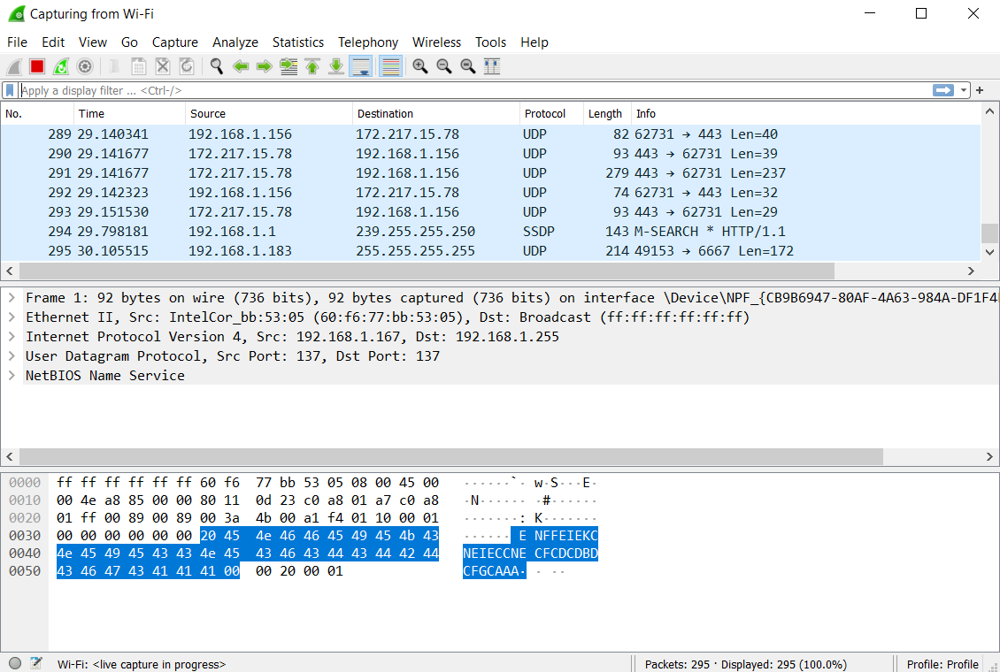 Capturing from Wi-Fi
File Edit View Go Capture Analyze Statistics Telephony Wireless Tools Help
Apply a display filter ... <Ctrl-/>
No. Time Source Destination Protocol Length Info
289 29.140341 192.168.1.156 172.217.15.78 UDP 82 62731 → 443 Len=40
290 29.141677 172.217.15.78 192.168.1.156 UDP 93 443 → 62731 Len=39
291 29.141677 172.217.15.78 192.168.1.156 UDP 279 443 → 62731 Len=237
292 29.142323 192.168.1.156 172.217.15.78 UDP 74 62731 → 443 Len=32
293 29.151530 172.217.15.78 192.168.1.156 UDP 93 443 → 62731 Len=29
294 29.798181 192.168.1.1 239.255.255.250 SSDP 143 M-SEARCH * HTTP/1.1
295 30.105515 192.168.1.183 255.255.255.255 UDP 214 49153 → 6667 Len=172
Frame 1: 92 bytes on wire (736 bits), 92 bytes captured (736 bits) on interface \Device\NPF_{CB9B6947-80AF-4A63-984A-DF1F4
Ethernet II, Src: IntelCor_bb:53:05 (60:f6:77:bb:53:05), Dst: Broadcast (ff:ff:ff:ff:ff:ff)
Internet Protocol Version 4, Src: 192.168.1.167, Dst: 192.168.1.255
User Datagram Protocol, Src Port: 137, Dst Port: 137
NetBIOS Name Service
0000 ff ff ff ff ff ff 60 f6 77 bb 53 05 08 00 45 00 ······`· w·S···E·
0010 00 4e a8 85 00 00 80 11 0d 23 c0 a8 01 a7 c0 a8 ·N······ ·#······
0020 01 ff 00 89 00 89 00 3a 4b 00 a1 f4 01 10 00 01 ·······: K·······
0030 00 00 00 00 00 00 20 45 4e 46 46 45 49 45 4b 43 ······ E NFFEIEKC
0040 4e 45 49 45 43 43 4e 45 43 46 43 44 43 44 42 44 NEIECCNE CFCDCDBD
0050 43 46 47 43 41 41 41 00 00 20 00 01 CFGCAAA· · ··
Wi-Fi: <live capture in progress> Packets: 295 · Displayed: 295 (100.0%) Profile: Profile